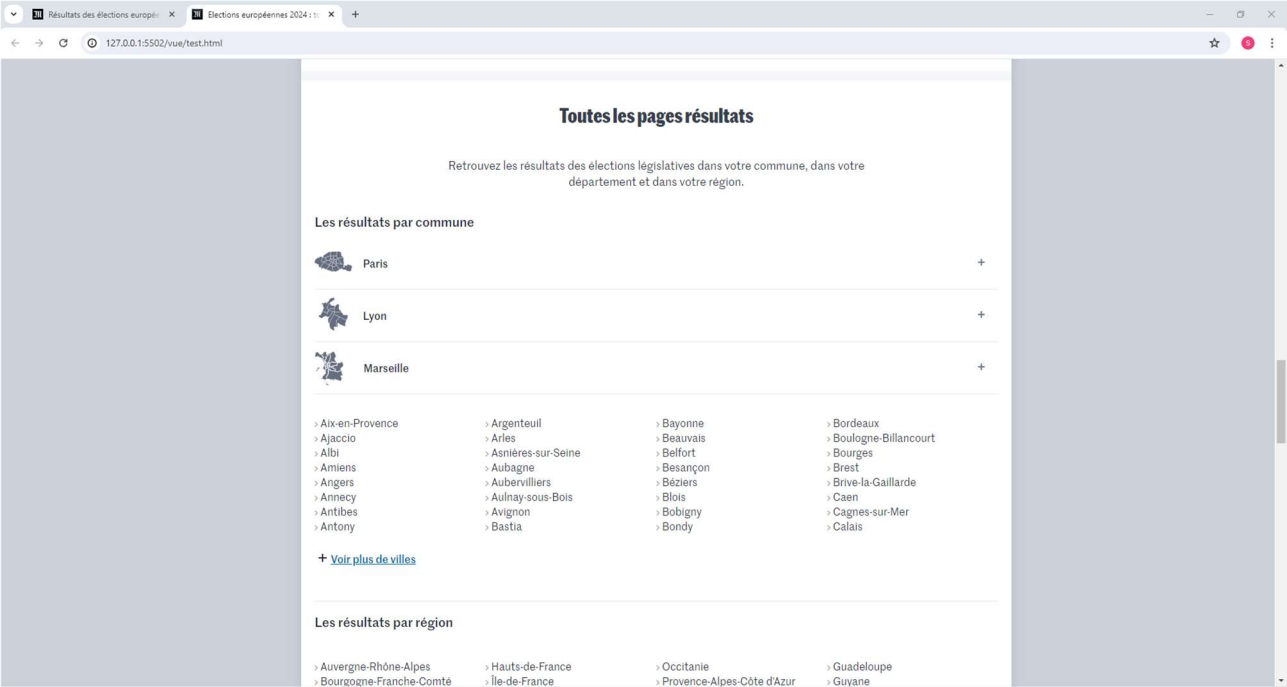 Résultats des élections europée
Elections européennes 2024 : to
127.0.0.1:5502/vue/test.html
S
Toutes les pages résultats
Retrouvez les résultats des élections législatives dans votre commune, dans votre
département et dans votre région.
Les résultats par commune
Paris +
Lyon +
Marseille +
› Aix-en-Provence › Argenteuil › Bayonne › Bordeaux
› Ajaccio › Arles › Beauvais › Boulogne-Billancourt
› Albi › Asnières-sur-Seine › Belfort › Bourges
› Amiens › Aubagne › Besançon › Brest
› Angers › Aubervilliers › Béziers › Brive-la-Gaillarde
› Annecy › Aulnay-sous-Bois › Blois › Caen
› Antibes › Avignon › Bobigny › Cagnes-sur-Mer
› Antony › Bastia › Bondy › Calais
+ Voir plus de villes
Les résultats par région
› Auvergne-Rhône-Alpes › Hauts-de-France › Occitanie › Guadeloupe
› Bourgogne-Franche-Comté › Île-de-France › Provence-Alpes-Côte d'Azur › Guyane